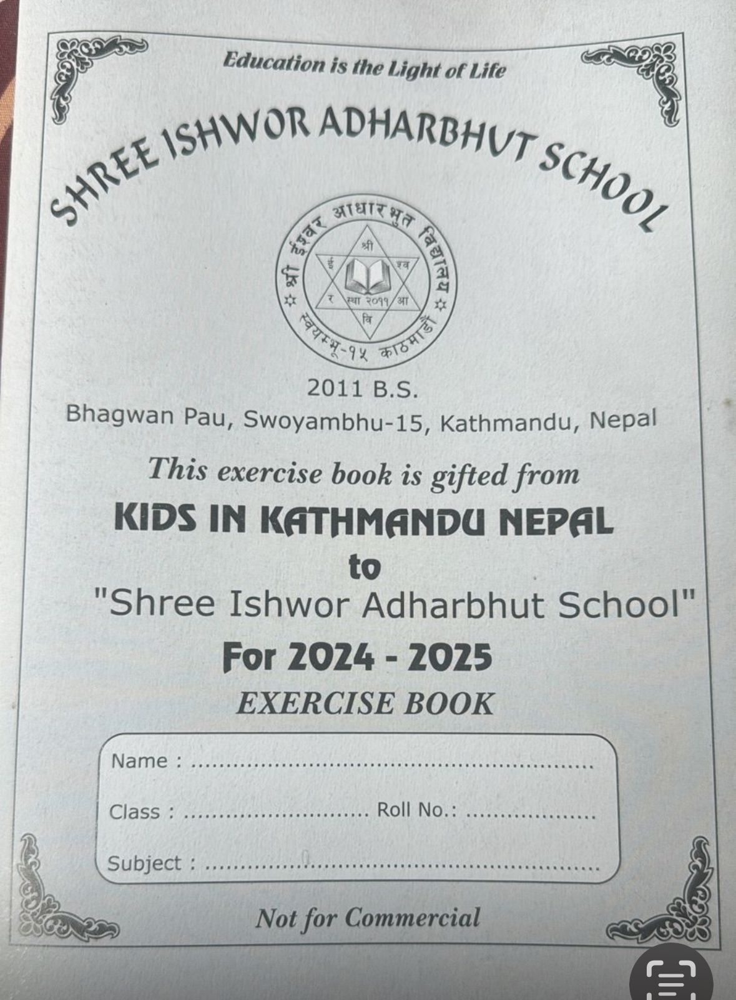 Education is the Light of Life
SHREE ISHWOR ADHARBHUT SCHOOL
श्री ईश्वर आधारभुत विद्यालय
श्री
ई
श्व
र
स्था २०११
आ
वि
स्वयम्भू-१५ काठमाडौं
2011 B.S.
Bhagwan Pau, Swoyambhu-15, Kathmandu, Nepal
This exercise book is gifted from
KIDS IN KATHMANDU NEPAL
to
"Shree Ishwor Adharbhut School"
For 2024 - 2025
EXERCISE BOOK
Name : ..........................................................
Class : ........................... Roll No.: ...................
Subject : .........................................................
Not for Commercial